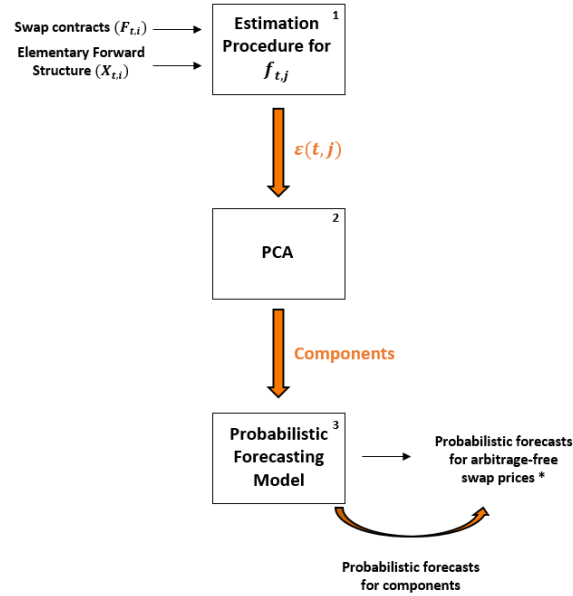 Swap contracts (F_{t,i})
Elementary Forward
Structure (X_{t,i})
1
Estimation
Procedure for
f_{t,j}
ε(t, j)
2
PCA
Components
3
Probabilistic
Forecasting
Model
Probabilistic forecasts
for arbitrage-free
swap prices *
Probabilistic forecasts
for components